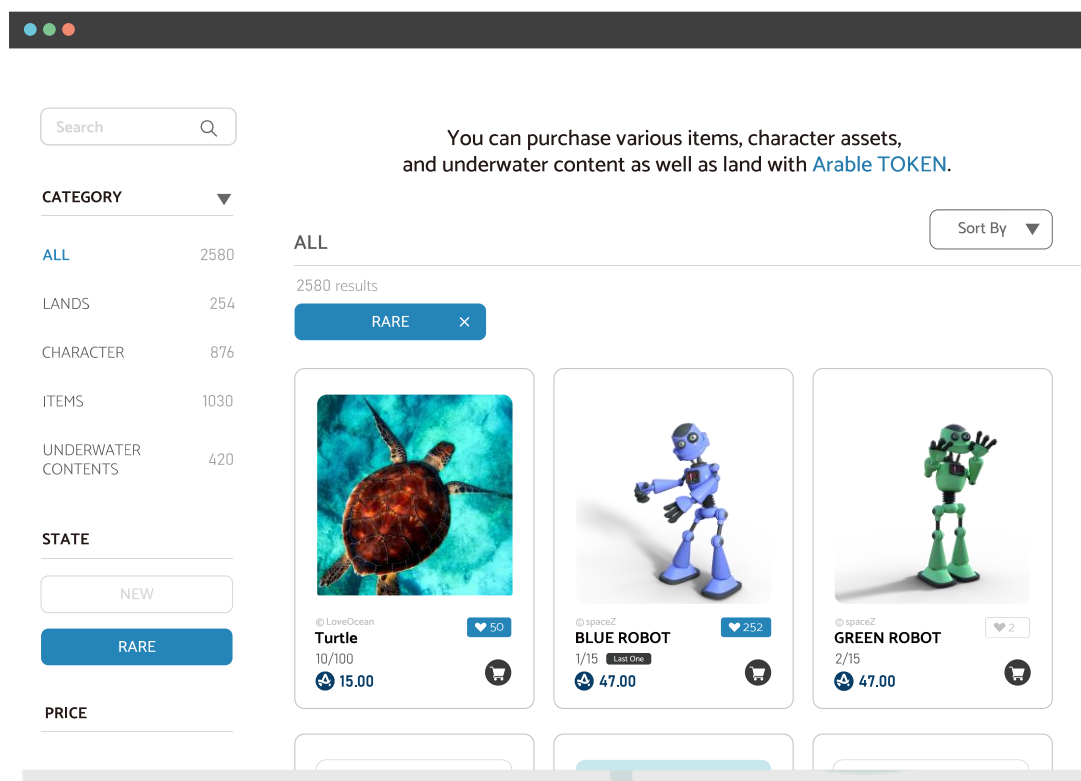 Search
You can purchase various items, character assets,
and underwater content as well as land with Arable TOKEN.
CATEGORY
Sort By
ALL
ALL 2580
2580 results
LANDS 254
RARE ×
CHARACTER 876
ITEMS 1030
UNDERWATER
CONTENTS 420
STATE
NEW
RARE
PRICE
© LoveOcean
Turtle
50
10/100
15.00
© spaceZ
BLUE ROBOT
252
1/15 Last One
47.00
© spaceZ
GREEN ROBOT
2
2/15
47.00